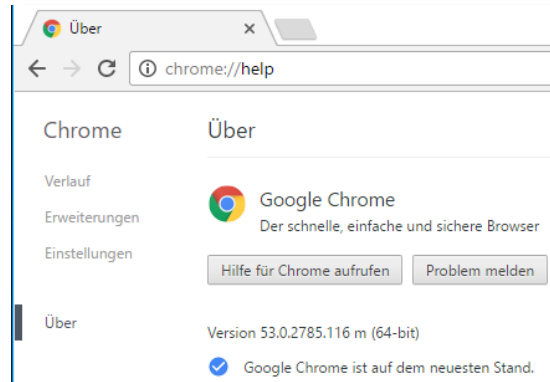 Über
chrome://help
Chrome
Über
Verlauf
Erweiterungen
Einstellungen
Über
Google Chrome
Der schnelle, einfache und sichere Browser
Hilfe für Chrome aufrufen
Problem melden
Version 53.0.2785.116 m (64-bit)
Google Chrome ist auf dem neuesten Stand.